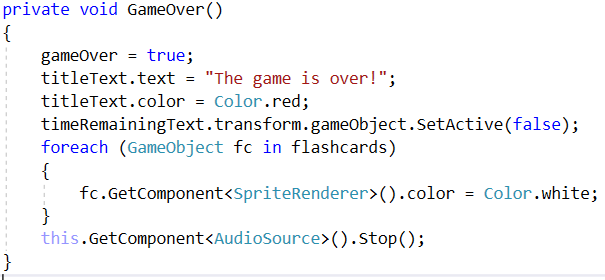 private void GameOver()
{
    gameOver = true;
    titleText.text = "The game is over!";
    titleText.color = Color.red;
    timeRemainingText.transform.gameObject.SetActive(false);
    foreach (GameObject fc in flashcards)
    {
        fc.GetComponent<SpriteRenderer>().color = Color.white;
    }
    this.GetComponent<AudioSource>().Stop();
}